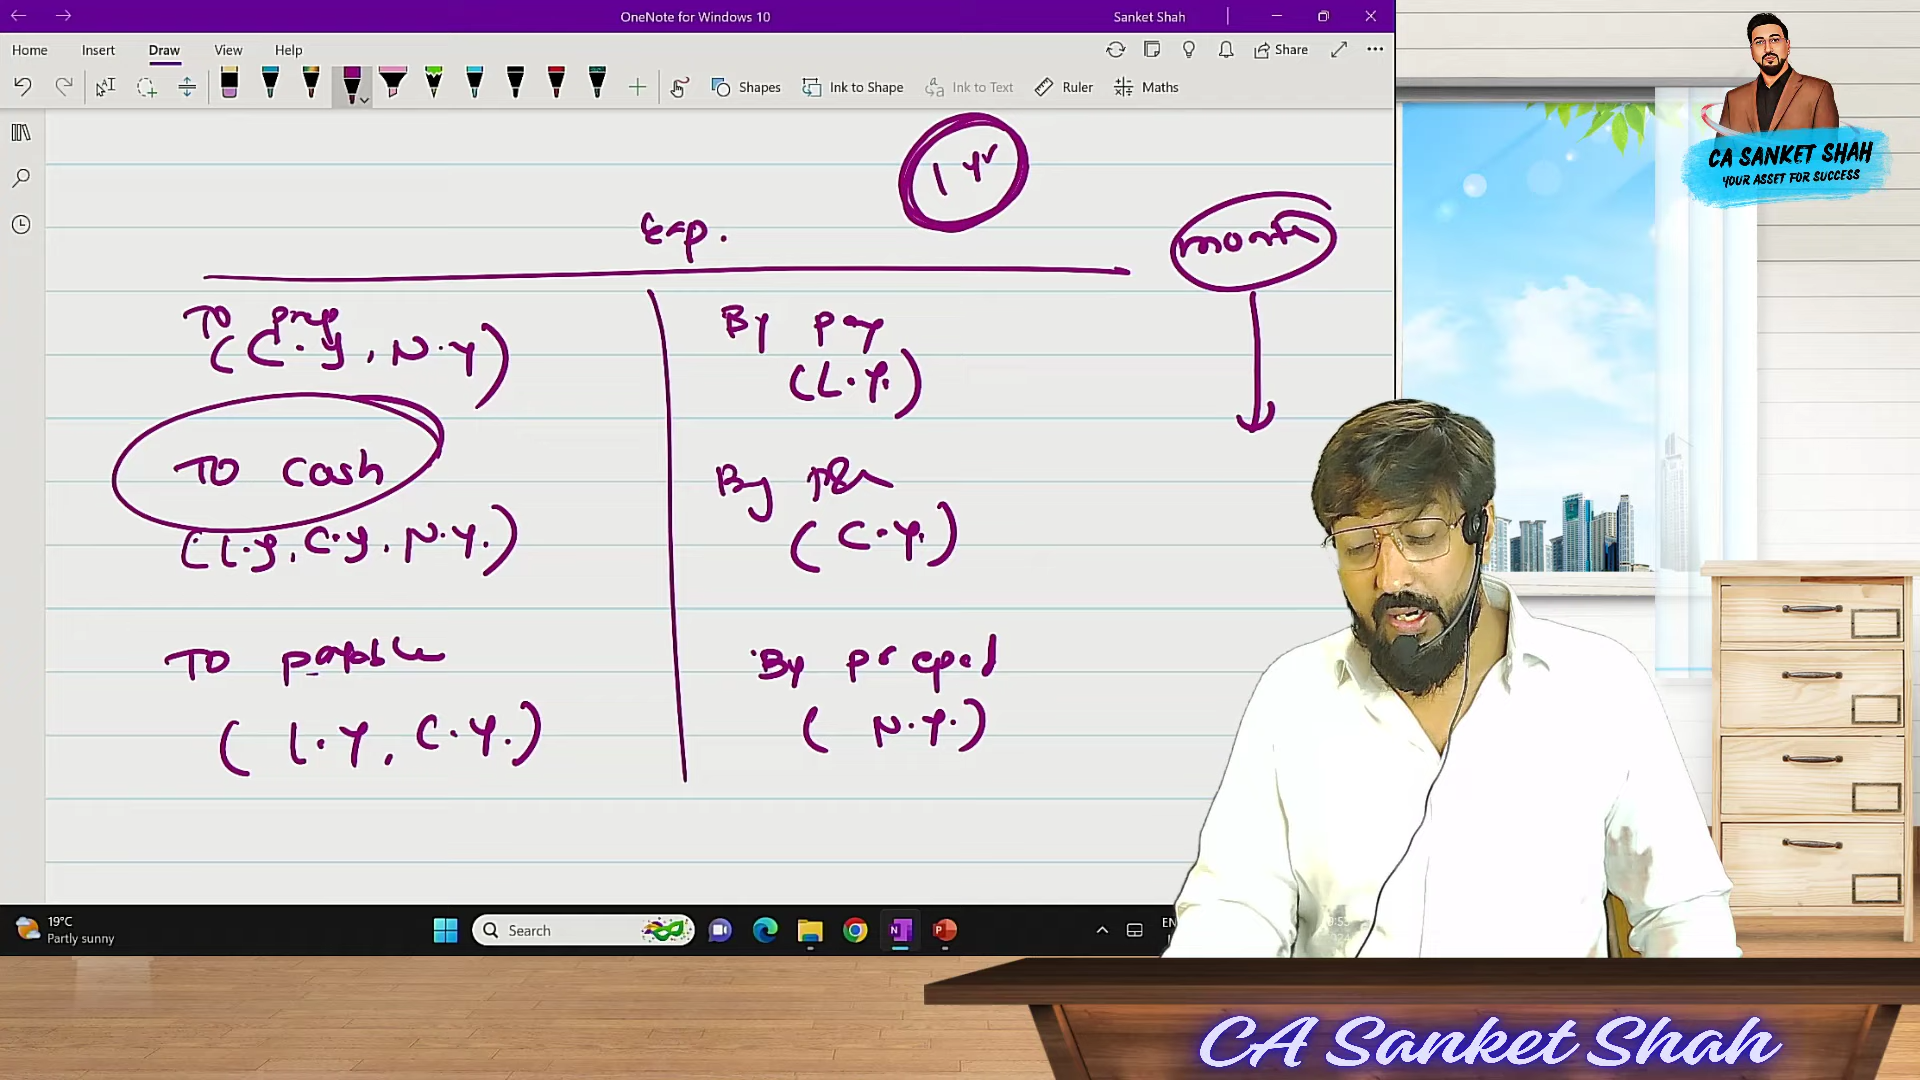 OneNote for Windows 10
Sanket Shah
Home Insert Draw View Help
Share
Shapes Ink to Shape Ink to Text Ruler Maths
CA SANKET SHAH
YOUR ASSET FOR SUCCESS
1 yr
Exp.
month
To prep
(C.Y, N.Y)
By pay
(L.Y.)
To cash
(L.Y, C.Y, N.Y.)
By P&L
(C.Y.)
To payable
(L.Y, C.Y.)
By preped
(N.Y.)
19°C
Partly sunny
Search
EN
CA Sanket Shah